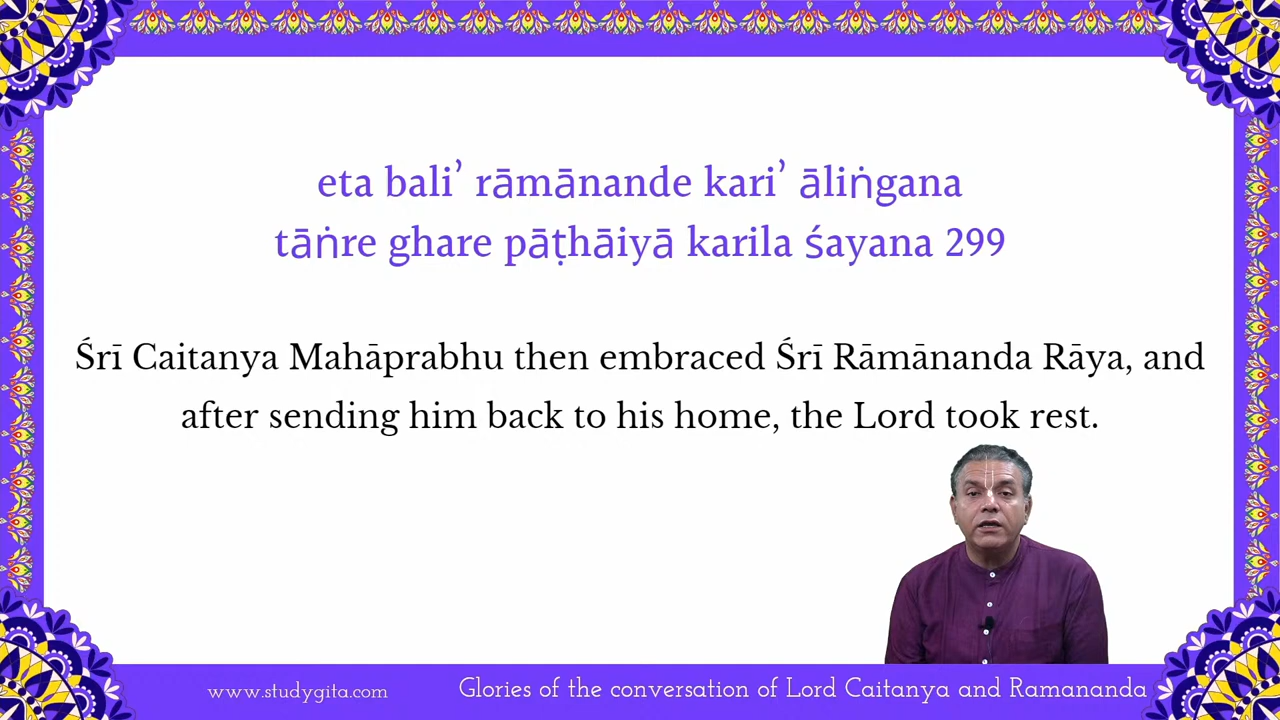 eta bali’ rāmānande kari’ āliṅgana
tāṅre ghare pāṭhāiyā karila śayana 299
Śrī Caitanya Mahāprabhu then embraced Śrī Rāmānanda Rāya, and
after sending him back to his home, the Lord took rest.
www.studygita.com
Glories of the conversation of Lord Caitanya and Ramananda